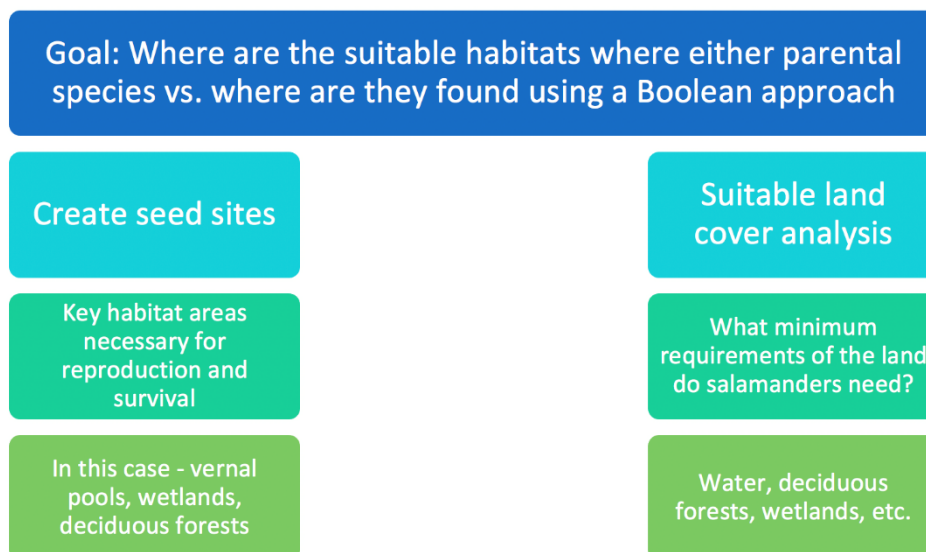 Goal: Where are the suitable habitats where either parental
species vs. where are they found using a Boolean approach
Create seed sites
Key habitat areas
necessary for
reproduction and
survival
In this case - vernal
pools, wetlands,
deciduous forests
Suitable land
cover analysis
What minimum
requirements of the land
do salamanders need?
Water, deciduous
forests, wetlands, etc.